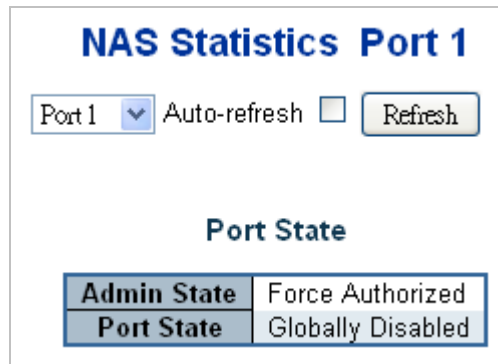 NAS Statistics Port 1
Port 1 Auto-refresh Refresh
Port State
Admin State Force Authorized
Port State Globally Disabled